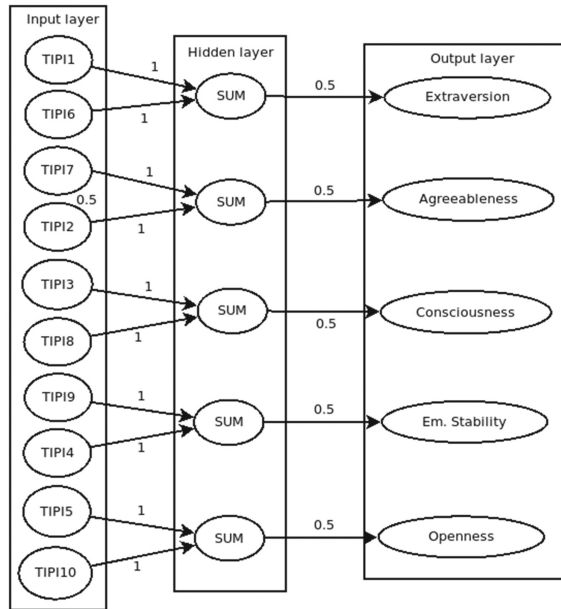 Input layer
Hidden layer
Output layer
TIPI1
1
TIPI6
1
SUM
0.5
Extraversion
TIPI7
1
0.5
TIPI2
1
SUM
0.5
Agreeableness
TIPI3
1
TIPI8
1
SUM
0.5
Consciousness
TIPI9
1
TIPI4
1
SUM
0.5
Em. Stability
TIPI5
1
TIPI10
1
SUM
0.5
Openness